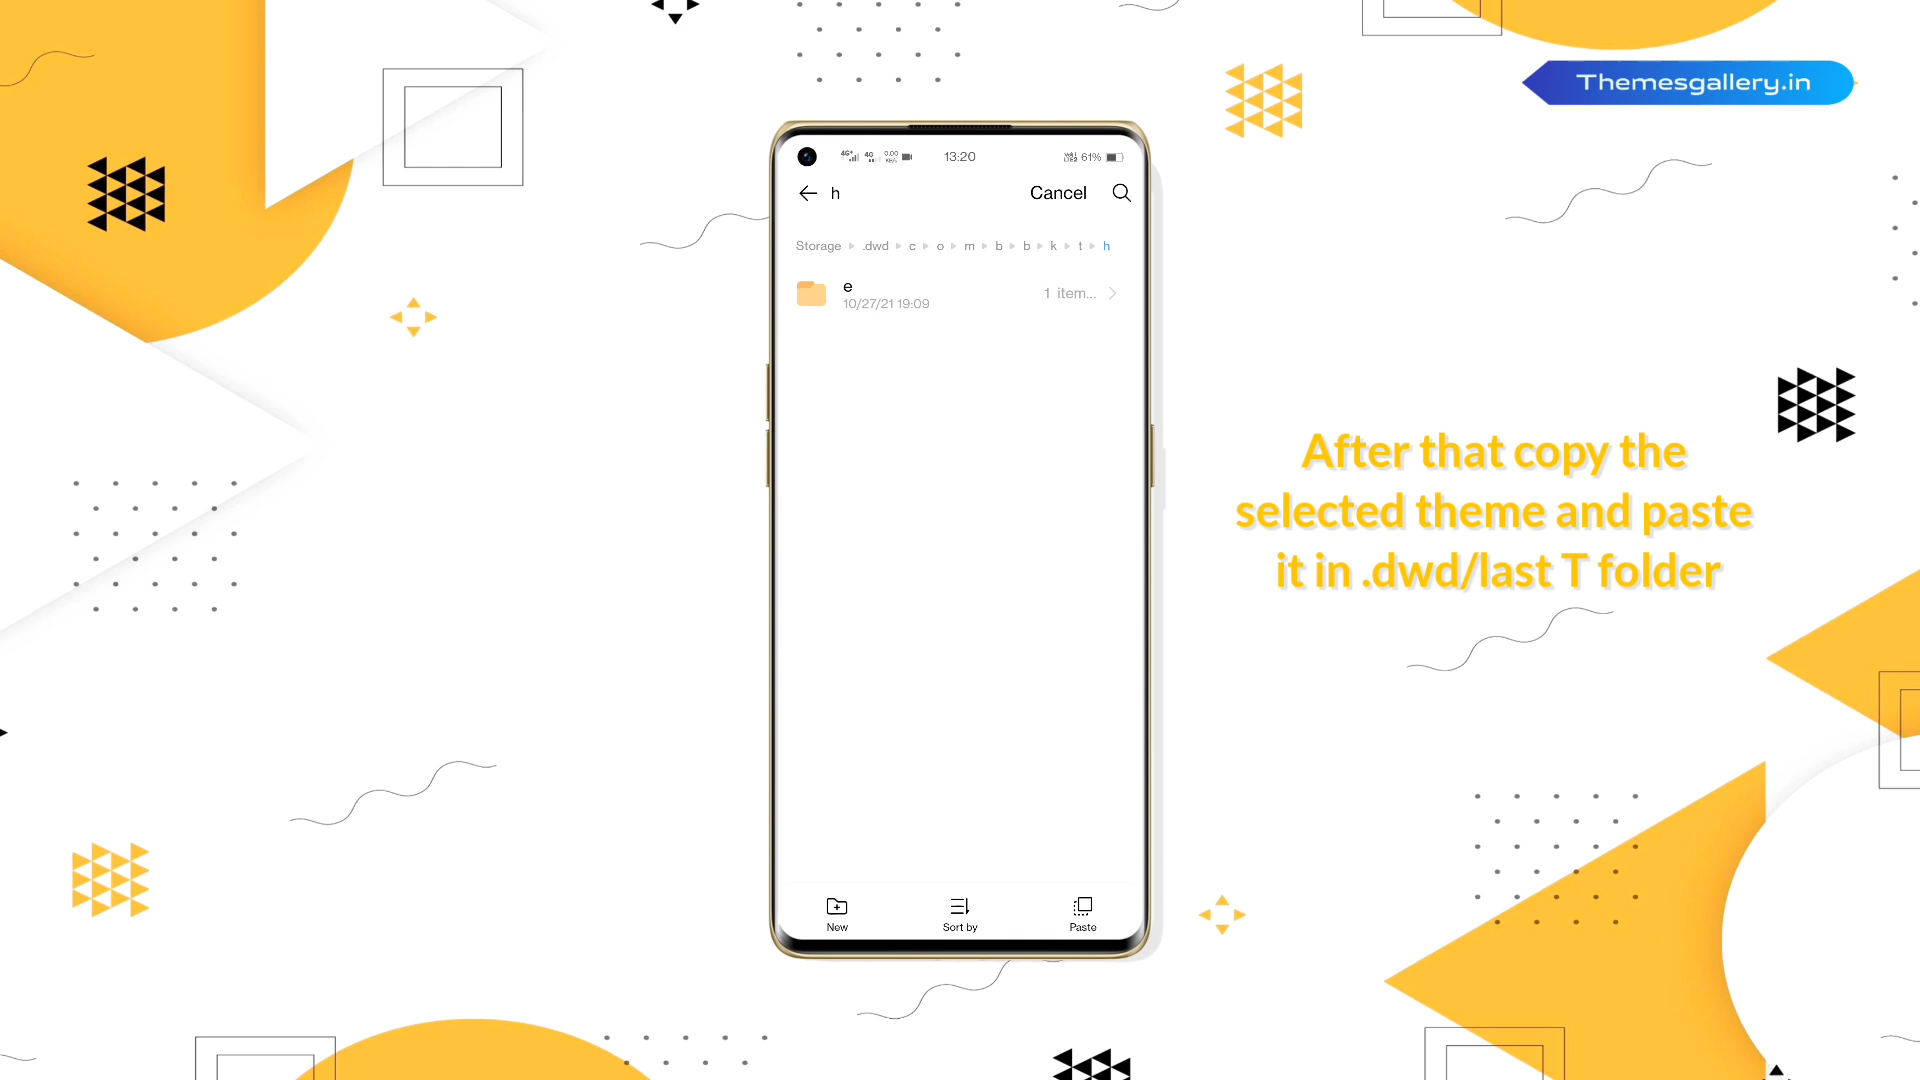 Themesgallery.in
13:20
61%
h
Cancel
Storage .dwd c o m b b k t h
e
10/27/21 19:09
1 item...
After that copy the
selected theme and paste
it in .dwd/last T folder
New
Sort by
Paste